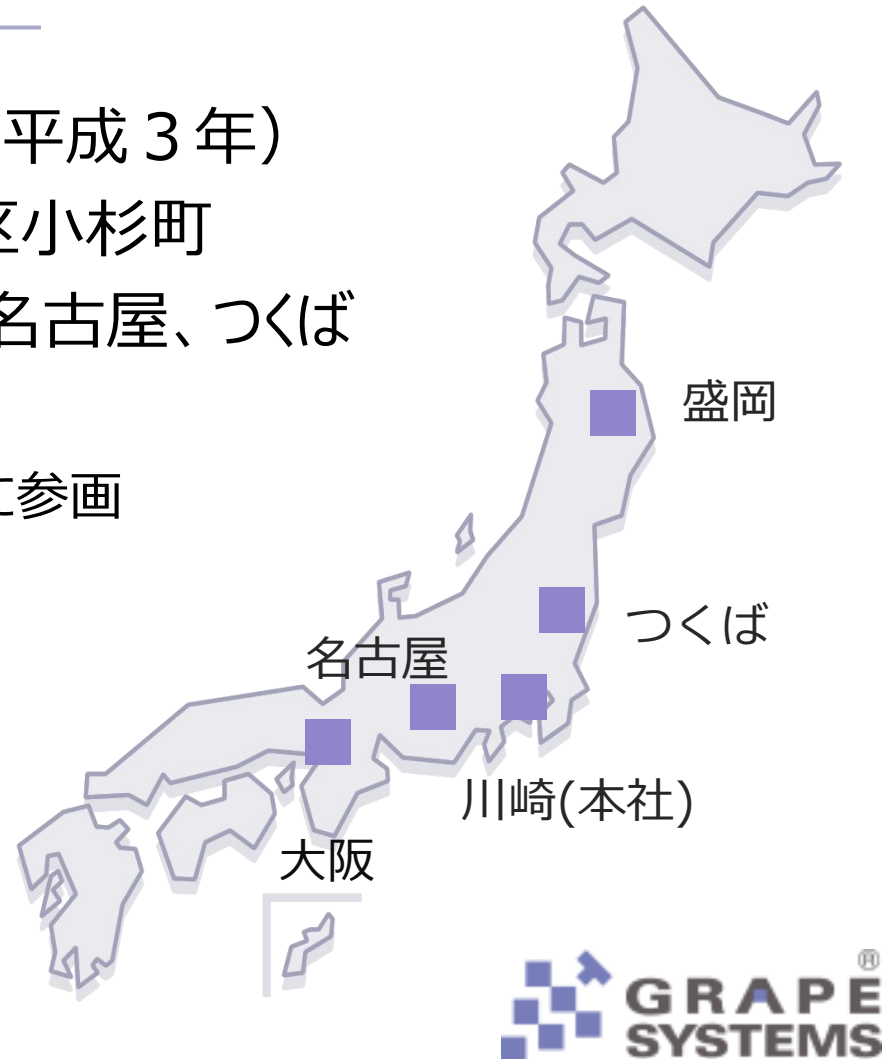 平成３年）
区小杉町
名古屋、つくば
参画
盛岡
つくば
名古屋
川崎(本社)
大阪
GRAPE®
SYSTEMS